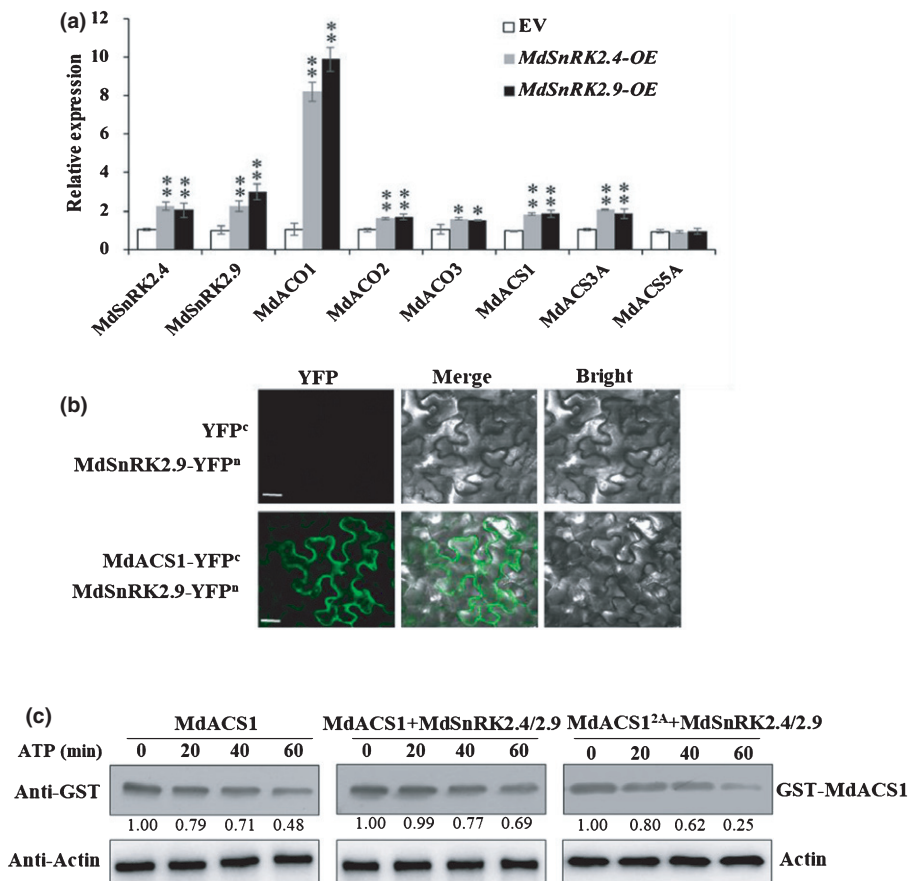 (a)
12
10
8
6
4
2
0
Relative expression
EV
MdSnRK2.4-OE
MdSnRK2.9-OE
** ** ** ** ** ** ** ** * * ** ** ** **
MdSnRK2.4
MdSnRK2.9
MdACO1
MdACO2
MdACO3
MdACS1
MdACS3A
MdACS5A
(b)
YFP Merge Bright
YFPᶜ
MdSnRK2.9-YFPⁿ
MdACS1-YFPᶜ
MdSnRK2.9-YFPⁿ
(c)
MdACS1 MdACS1+MdSnRK2.4/2.9 MdACS1²ᴬ+MdSnRK2.4/2.9
ATP (min) 0 20 40 60 0 20 40 60 0 20 40 60
Anti-GST GST-MdACS1
1.00 0.79 0.71 0.48 1.00 0.99 0.77 0.69 1.00 0.80 0.62 0.25
Anti-Actin Actin